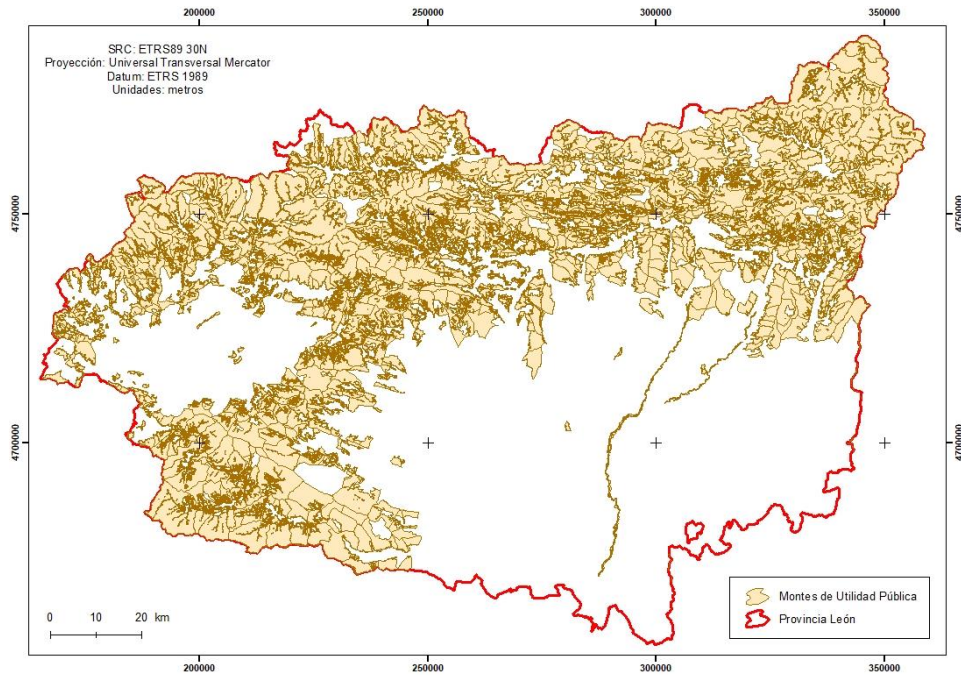 200000 250000 300000 350000
SRC: ETRS89 30N
Proyección: Universal Transversal Mercator
Datum: ETRS 1989
Unidades: metros
4750000 4750000
4700000 4700000
Montes de Utilidad Pública
Provincia León
0 10 20 km
200000 250000 300000 350000